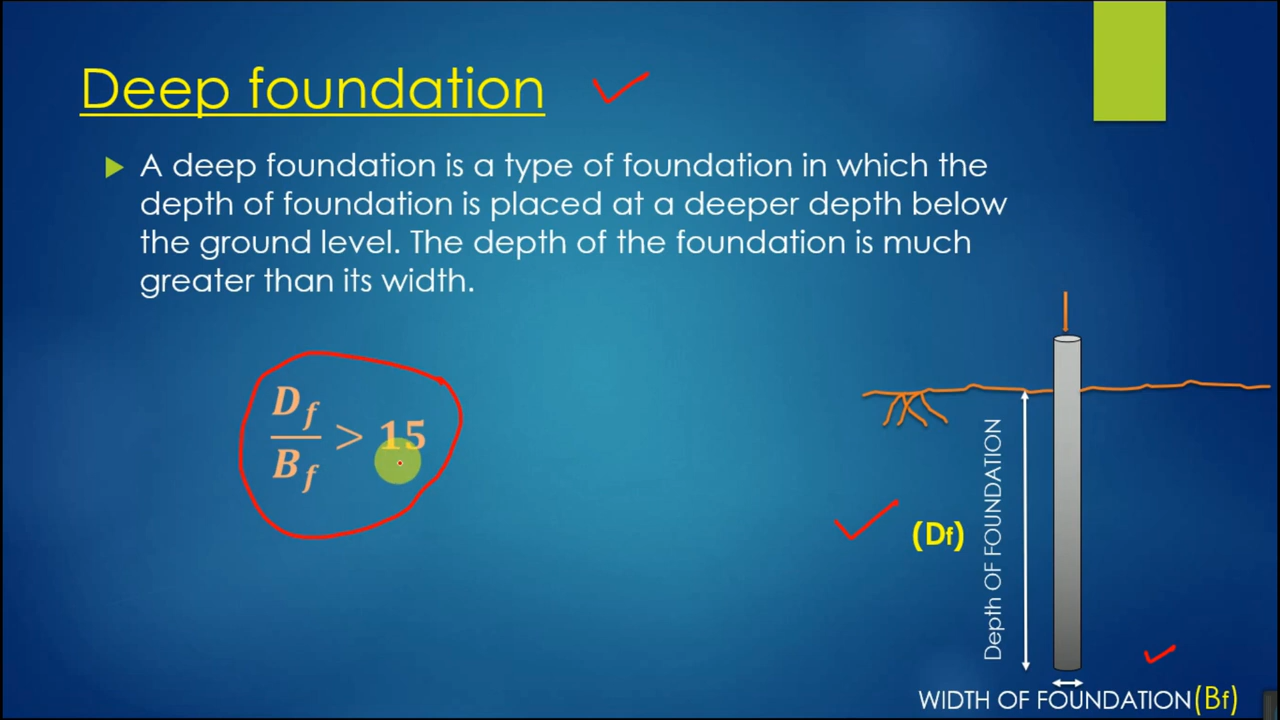 Deep foundation
A deep foundation is a type of foundation in which the
depth of foundation is placed at a deeper depth below
the ground level. The depth of the foundation is much
greater than its width.
D_f / B_f > 15
(Df)
Depth OF FOUNDATION
WIDTH OF FOUNDATION(Bf)